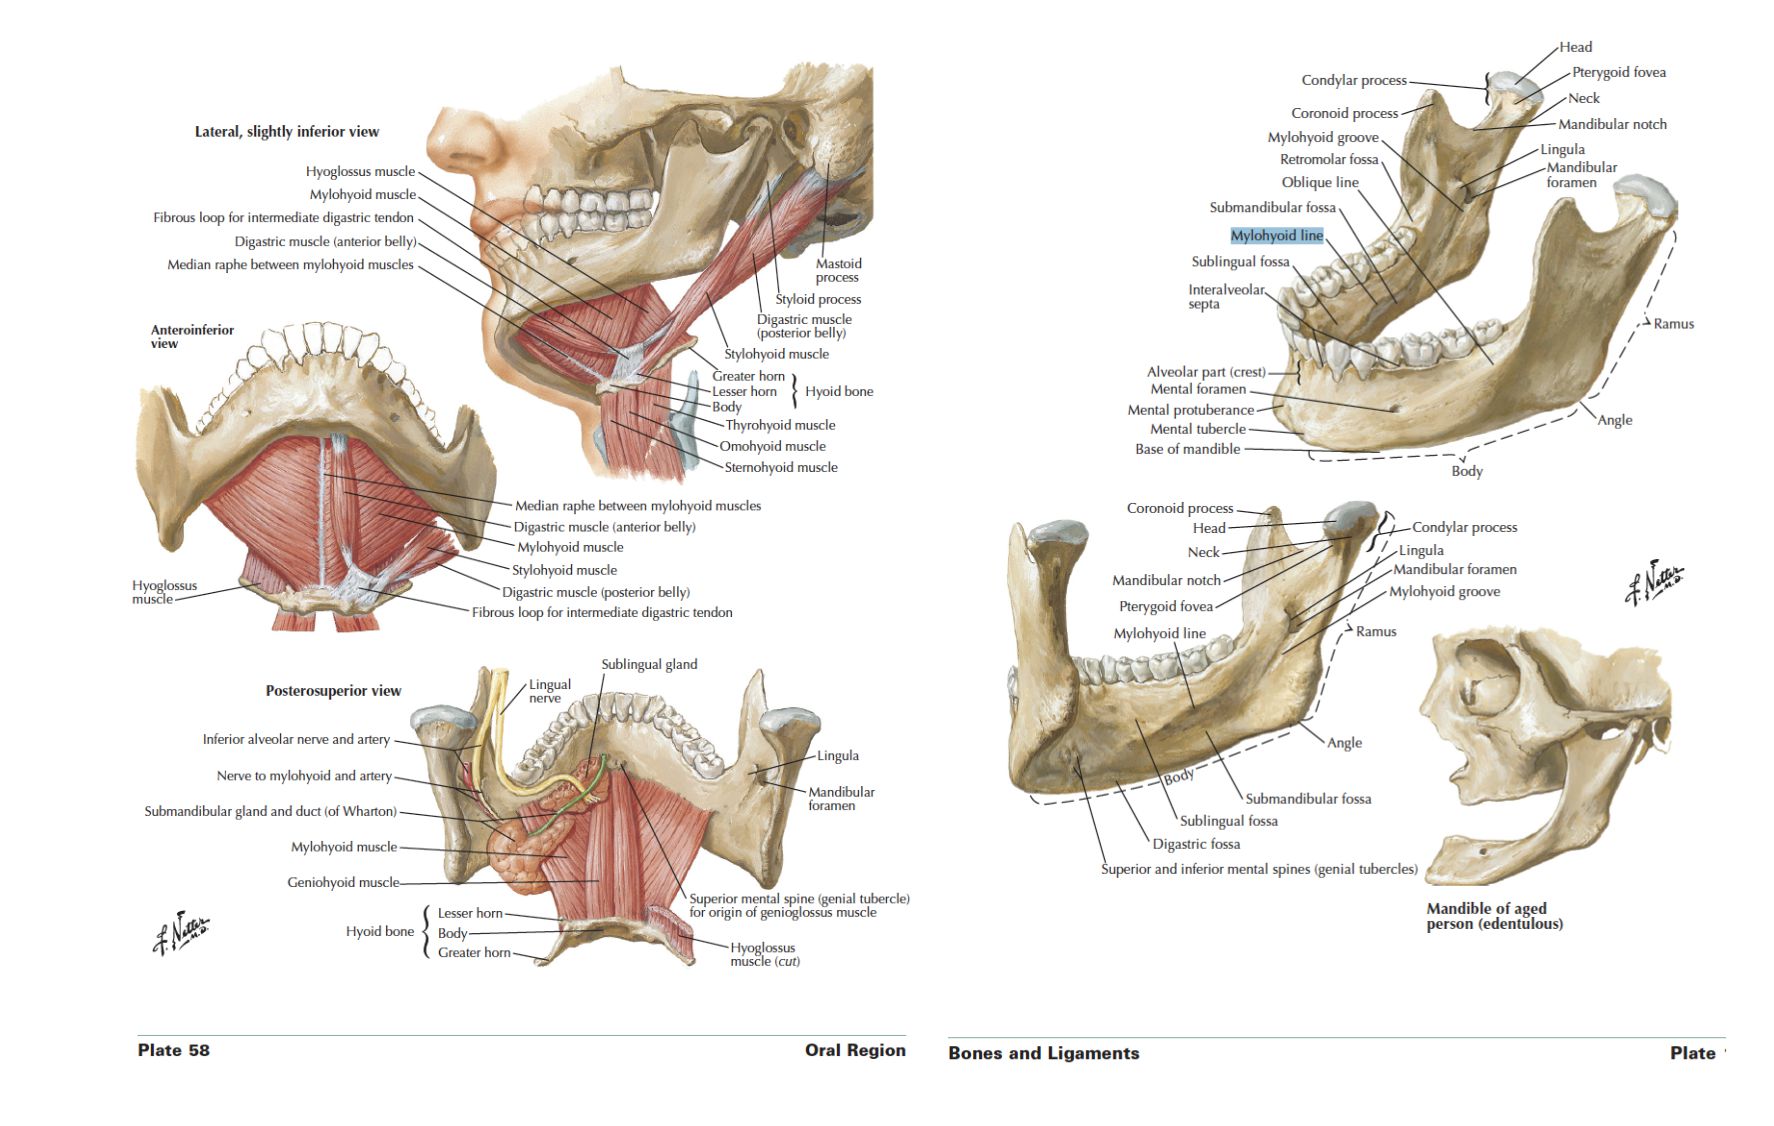 Lateral, slightly inferior view
Hyoglossus muscle
Mylohyoid muscle
Fibrous loop for intermediate digastric tendon
Digastric muscle (anterior belly)
Median raphe between mylohyoid muscles
Mastoid
process
Styloid process
Digastric muscle
(posterior belly)
Stylohyoid muscle
Greater horn
Lesser horn
Body
Hyoid bone
Thyrohyoid muscle
Omohyoid muscle
Sternohyoid muscle
Anteroinferior
view
Median raphe between mylohyoid muscles
Digastric muscle (anterior belly)
Mylohyoid muscle
Stylohyoid muscle
Digastric muscle (posterior belly)
Fibrous loop for intermediate digastric tendon
Hyoglossus
muscle
Posterosuperior view
Sublingual gland
Lingual
nerve
Inferior alveolar nerve and artery
Nerve to mylohyoid and artery
Submandibular gland and duct (of Wharton)
Mylohyoid muscle
Geniohyoid muscle
Hyoid bone
Lesser horn
Body
Greater horn
Lingula
Mandibular
foramen
Superior mental spine (genial tubercle)
for origin of genioglossus muscle
Hyoglossus
muscle (cut)
F. Netter
M.D.
Plate 58
Oral Region
Head
Condylar process
Pterygoid fovea
Neck
Coronoid process
Mandibular notch
Mylohyoid groove
Lingula
Retromolar fossa
Mandibular
foramen
Oblique line
Submandibular fossa
Mylohyoid line
Sublingual fossa
Interalveolar
septa
Ramus
Alveolar part (crest)
Mental foramen
Mental protuberance
Mental tubercle
Base of mandible
Angle
Body
Coronoid process
Head
Neck
Mandibular notch
Pterygoid fovea
Mylohyoid line
Condylar process
Lingula
Mandibular foramen
Mylohyoid groove
Ramus
Angle
Body
Submandibular fossa
Sublingual fossa
Digastric fossa
Superior and inferior mental spines (genial tubercles)
F. Netter
M.D.
Mandible of aged
person (edentulous)
Bones and Ligaments
Plate